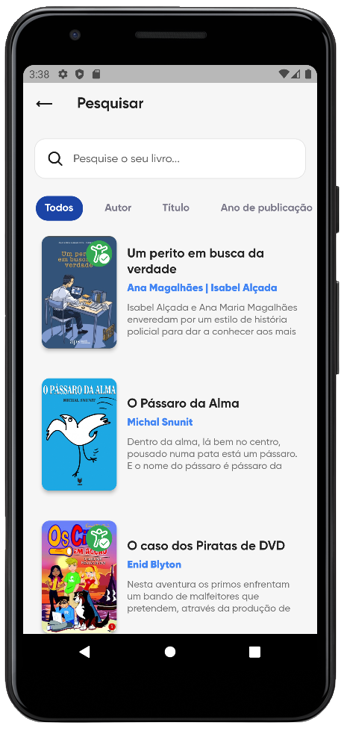 3:38
Pesquisar
Pesquise o seu livro...
Todos Autor Título Ano de publicação
Um perito
em busca da
verdade
Um perito em busca da
verdade
Ana Magalhães | Isabel Alçada
Isabel Alçada e Ana Maria Magalhães
enveredam por um estilo de história
policial para dar a conhecer aos mais
O PÁSSARO DA ALMA
MICHAL SNUNIT
O Pássaro da Alma
Michal Snunit
Dentro da alma, lá bem no centro,
pousado numa pata está um pássaro.
E o nome do pássaro é pássaro da
Os
O caso dos Piratas de DVD
Enid Blyton
Nesta aventura os primos enfrentam
um bando de malfeitores que
pretendem, através da produção de